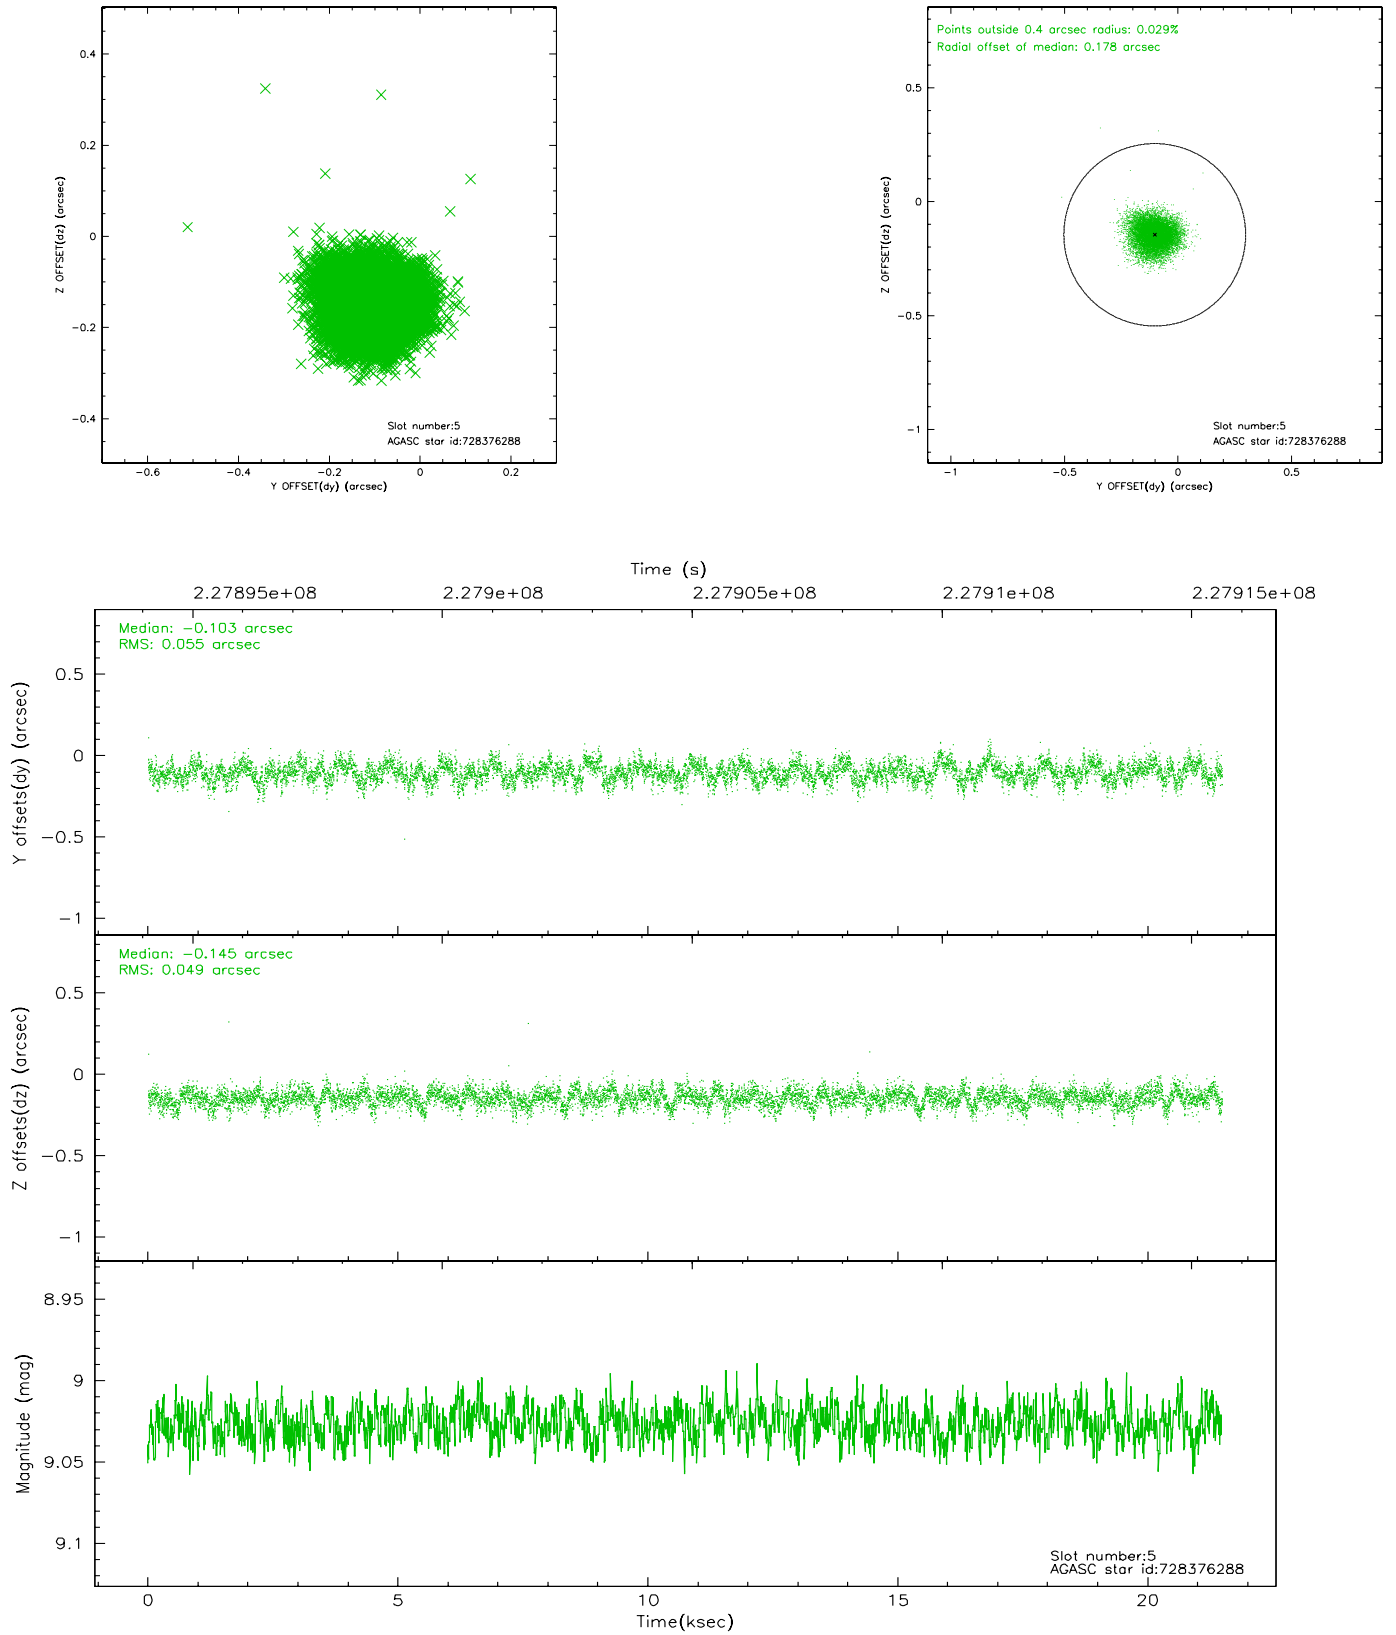 0.4
0.2
0
-0.2
-0.4
Z OFFSET(dz) (arcsec)
Slot number:5
AGASC star id:728376288
-0.6 -0.4 -0.2 0 0.2
Y OFFSET(dy) (arcsec)
Points outside 0.4 arcsec radius: 0.029%
Radial offset of median: 0.178 arcsec
0.5
0
-0.5
-1
Z OFFSET(dz) (arcsec)
Slot number:5
AGASC star id:728376288
-1 -0.5 0 0.5
Y OFFSET(dy) (arcsec)
Time (s)
2.27895e+08 2.279e+08 2.27905e+08 2.2791e+08 2.27915e+08
Median: -0.103 arcsec
RMS: 0.055 arcsec
0.5
0
-0.5
-1
Y offsets(dy) (arcsec)
Median: -0.145 arcsec
RMS: 0.049 arcsec
0.5
0
-0.5
-1
Z offsets(dz) (arcsec)
8.95
9
9.05
9.1
Magnitude (mag)
Slot number:5
AGASC star id:728376288
0 5 10 15 20
Time(ksec)